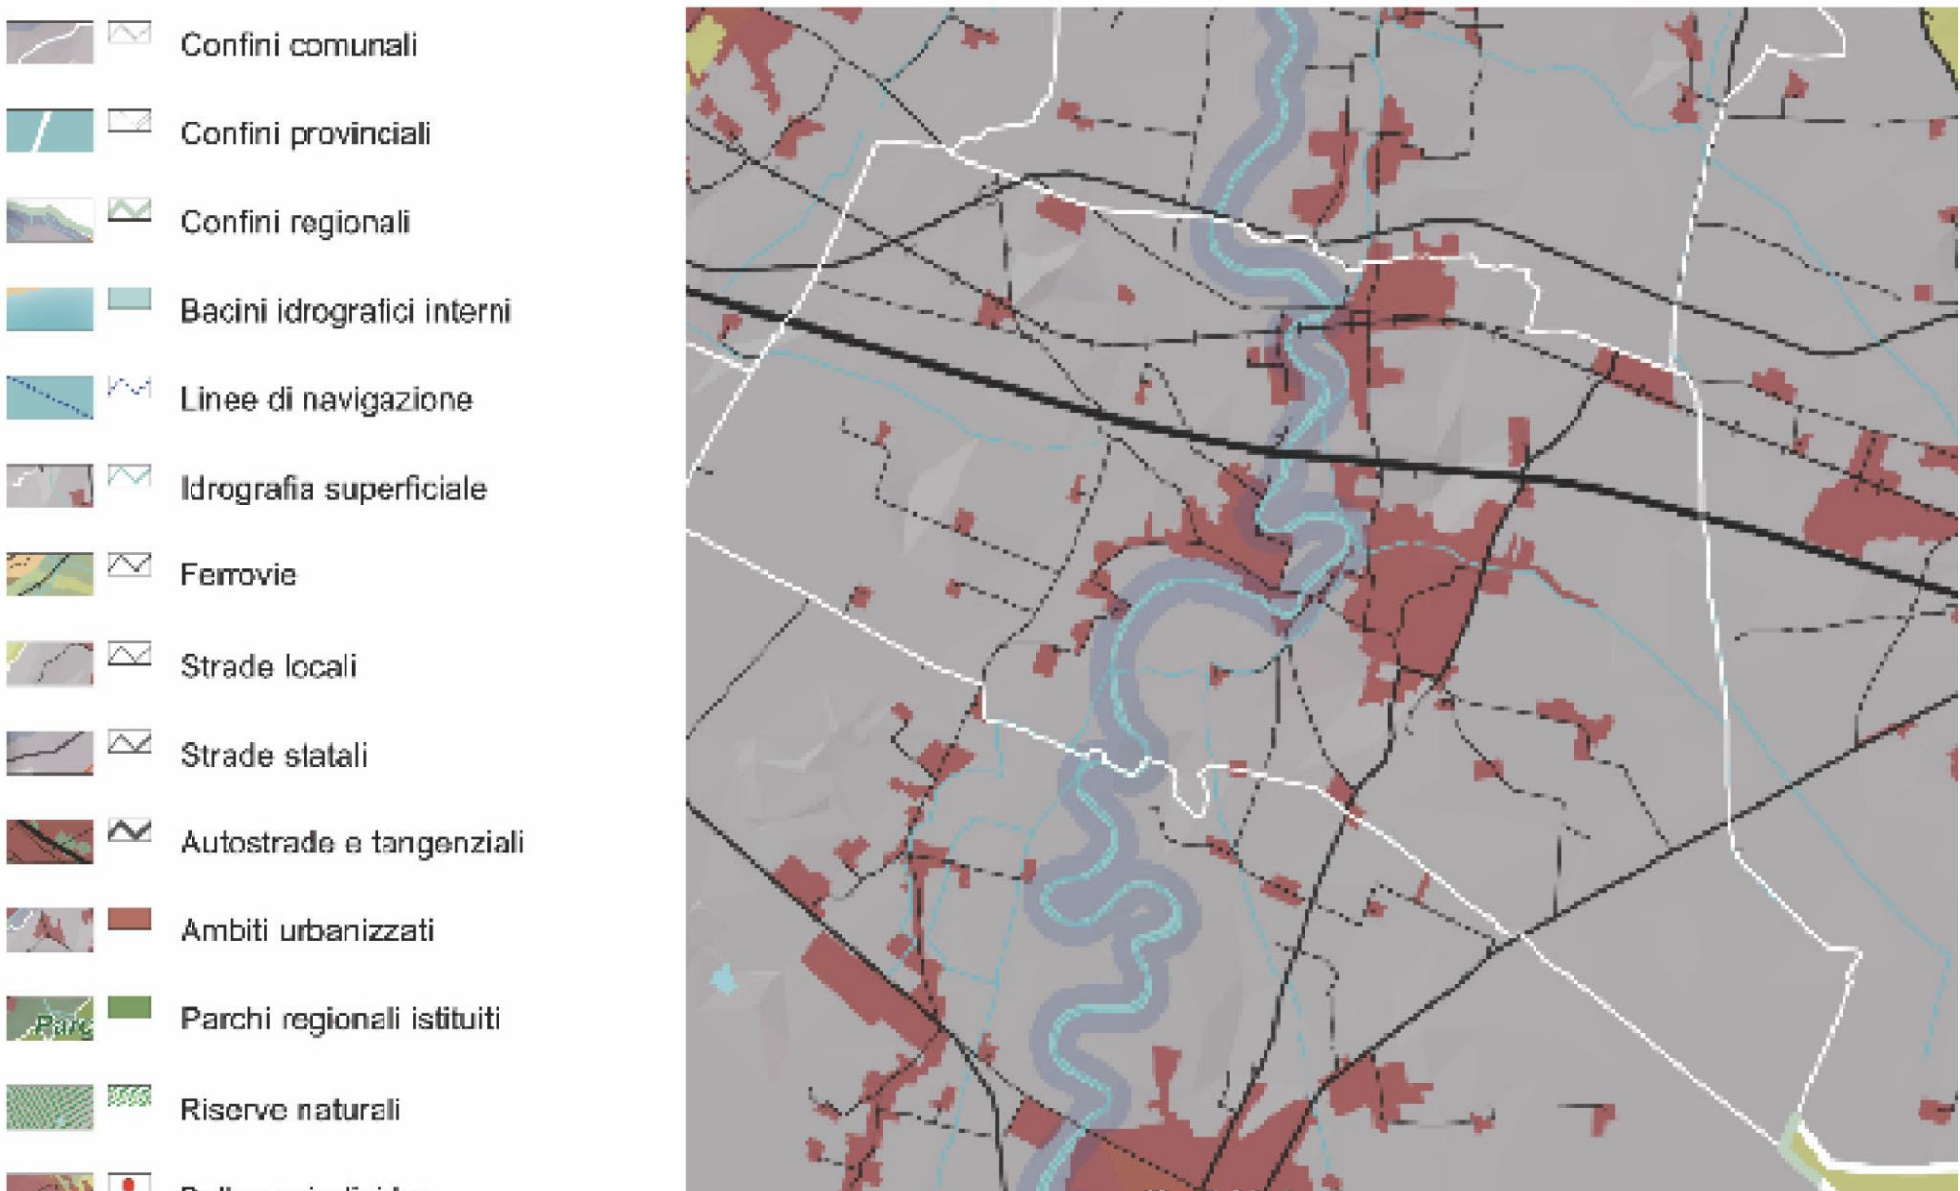 Confini comunali
Confini provinciali
Confini regionali
Bacini idrografici interni
Linee di navigazione
Idrografia superficiale
Ferrovie
Strade locali
Strade statali
Autostrade e tangenziali
Ambiti urbanizzati
Parc
Parchi regionali istituiti
Riserve naturali